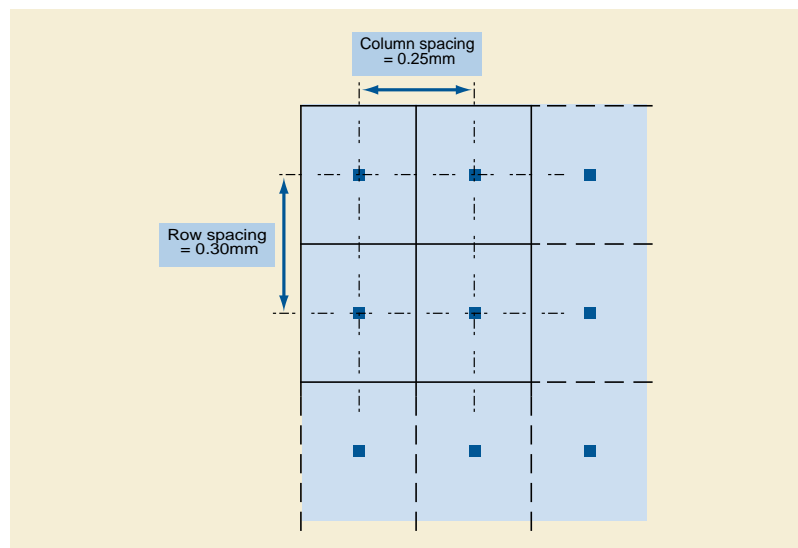 Column spacing
= 0.25mm
Row spacing
= 0.30mm